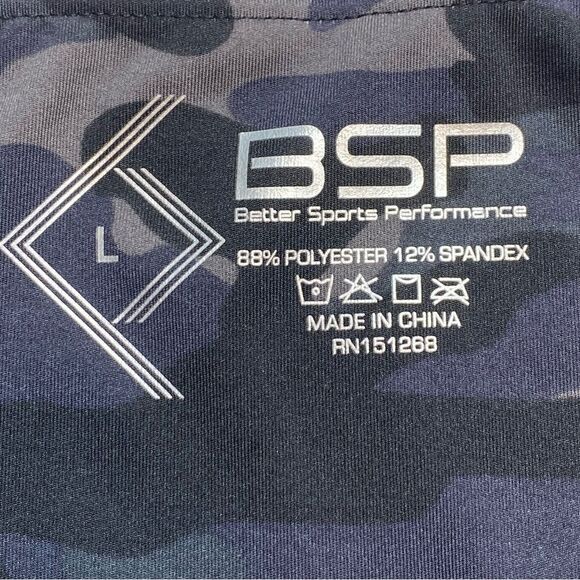 BSP
Better Sports Performance
L
88% POLYESTER 12% SPANDEX
MADE IN CHINA
RN151268